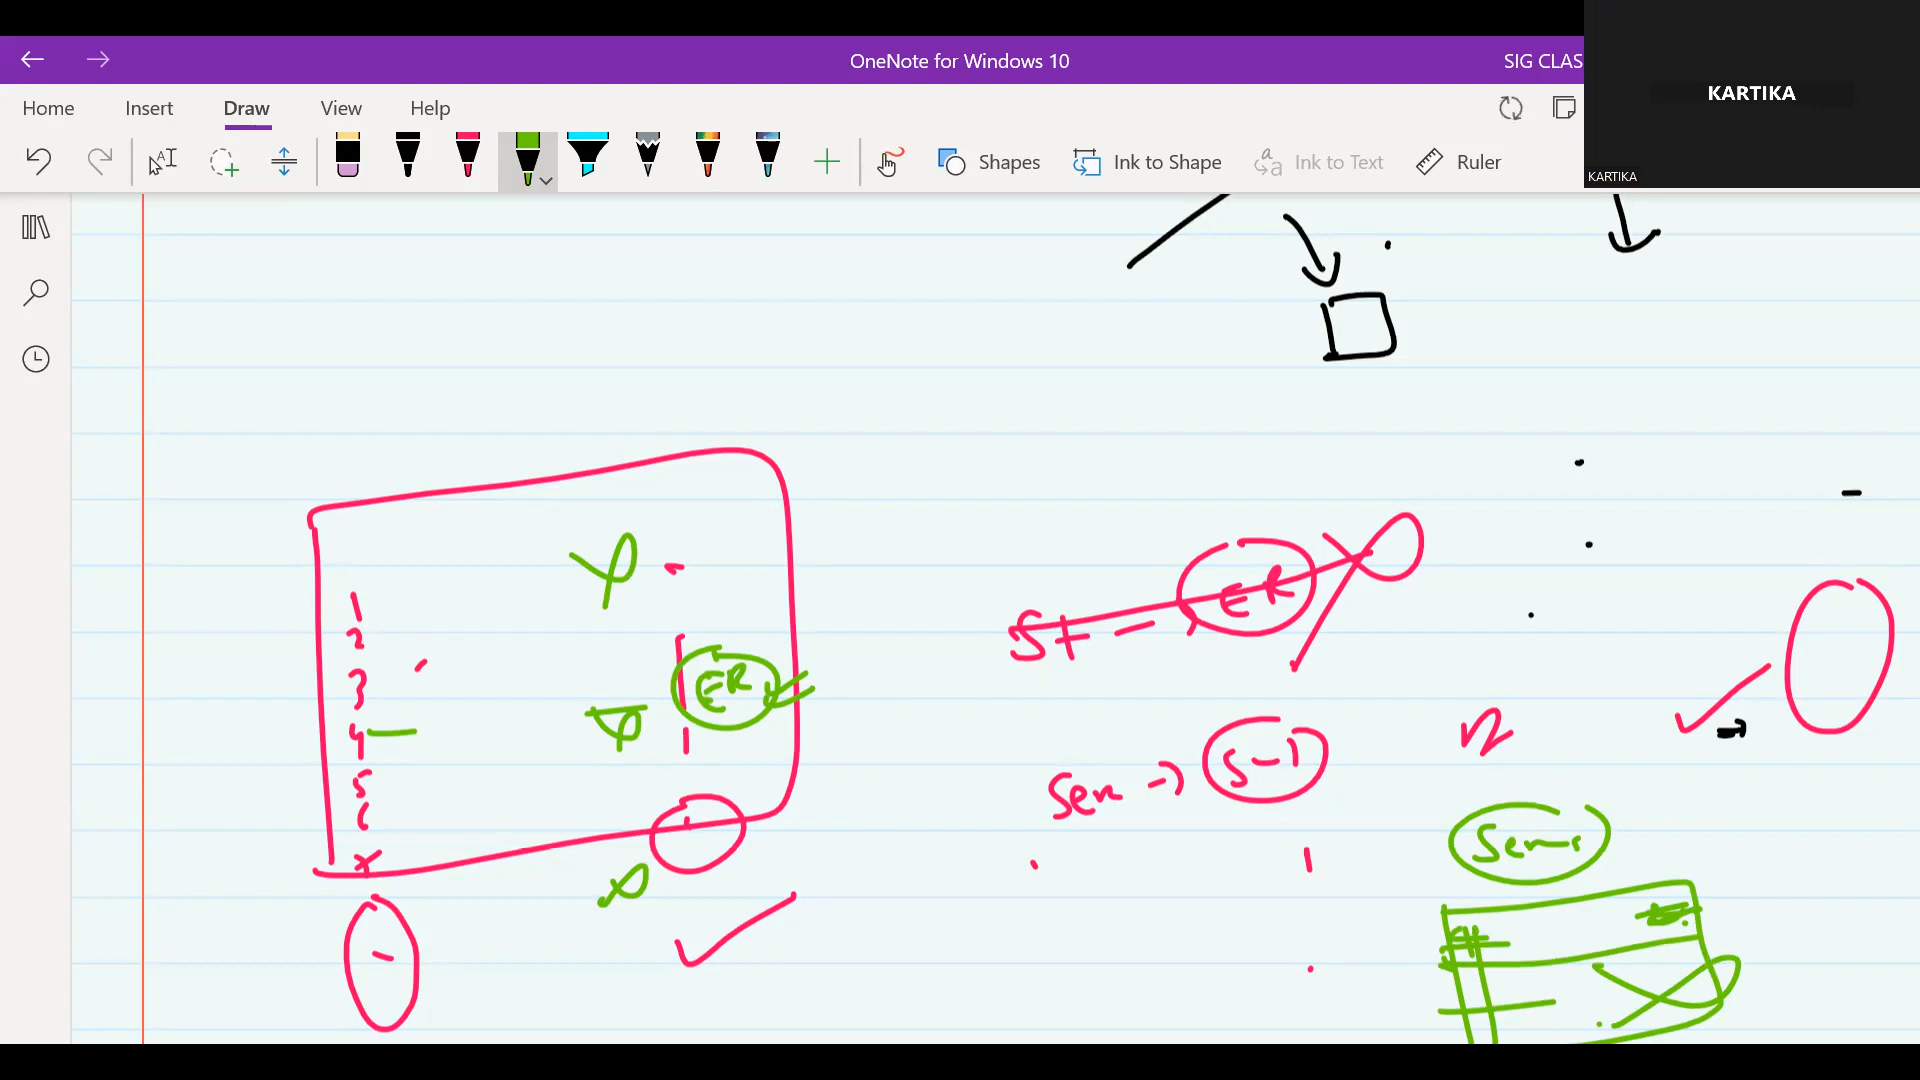 OneNote for Windows 10
SIG CLAS
KARTIKA
Home Insert Draw View Help
Shapes Ink to Shape Ink to Text Ruler
KARTIKA
1
2
3
4
5
6
ER
St - ER
Sen → S-1
Sen-1